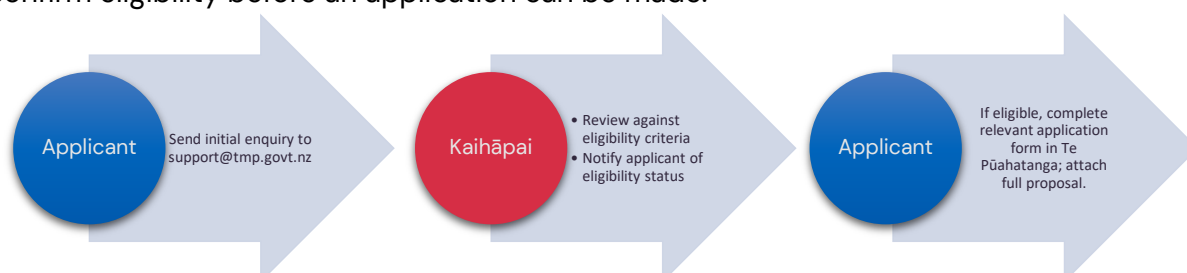 confirm eligibility before an application can be made.
Applicant
Send initial enquiry to
support@tmp.govt.nz
Kaihāpai
• Review against
eligibility criteria
• Notify applicant of
eligibility status
Applicant
If eligible, complete
relevant application
form in Te
Pūahatanga; attach
full proposal.